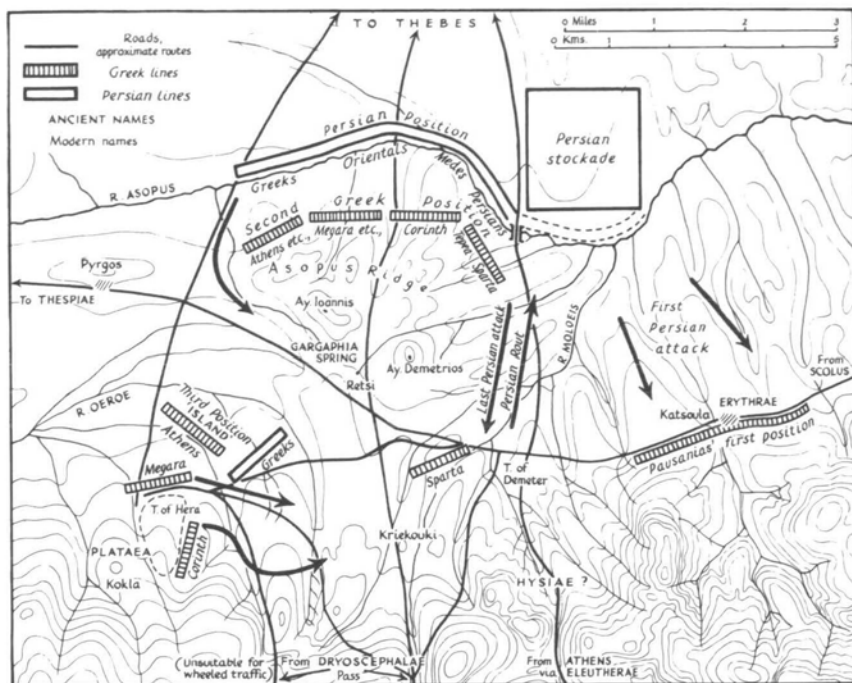 TO THEBES
0 Miles 1 2 3
0 Kms. 5
Roads,
approximate routes
Greek lines
Persian lines
ANCIENT NAMES
Modern names
Persian Position
Persian
stockade
Greeks
Orientals
Medes
Persians
R. ASOPUS
Second
Greek
Position
Athens etc.,
Megara etc.,
Corinth
Tegea
Sparta
Asopus Ridge
Pyrgos
TO THESPIAE
Ay. Ioannis
GARGAPHIA
SPRING
Retsi
Ay. Demetrios
Last Persian attack
Persian Rout
R. MOLOEIS
First
Persian
attack
From
SCOLUS
ERYTHRAE
Katsoula
Pausanias' first position
R. OEROE
Third Position
ISLAND
Athens
Greeks
Megara
Sparta
T. of
Demeter
T. of Hera
Corinth
PLATAEA
Kokla
Kriekouki
HYSIAE ?
(Unsuitable for
wheeled traffic)
From DRYOSCEPHALAE
Pass
From ATHENS
via ELEUTHERAE